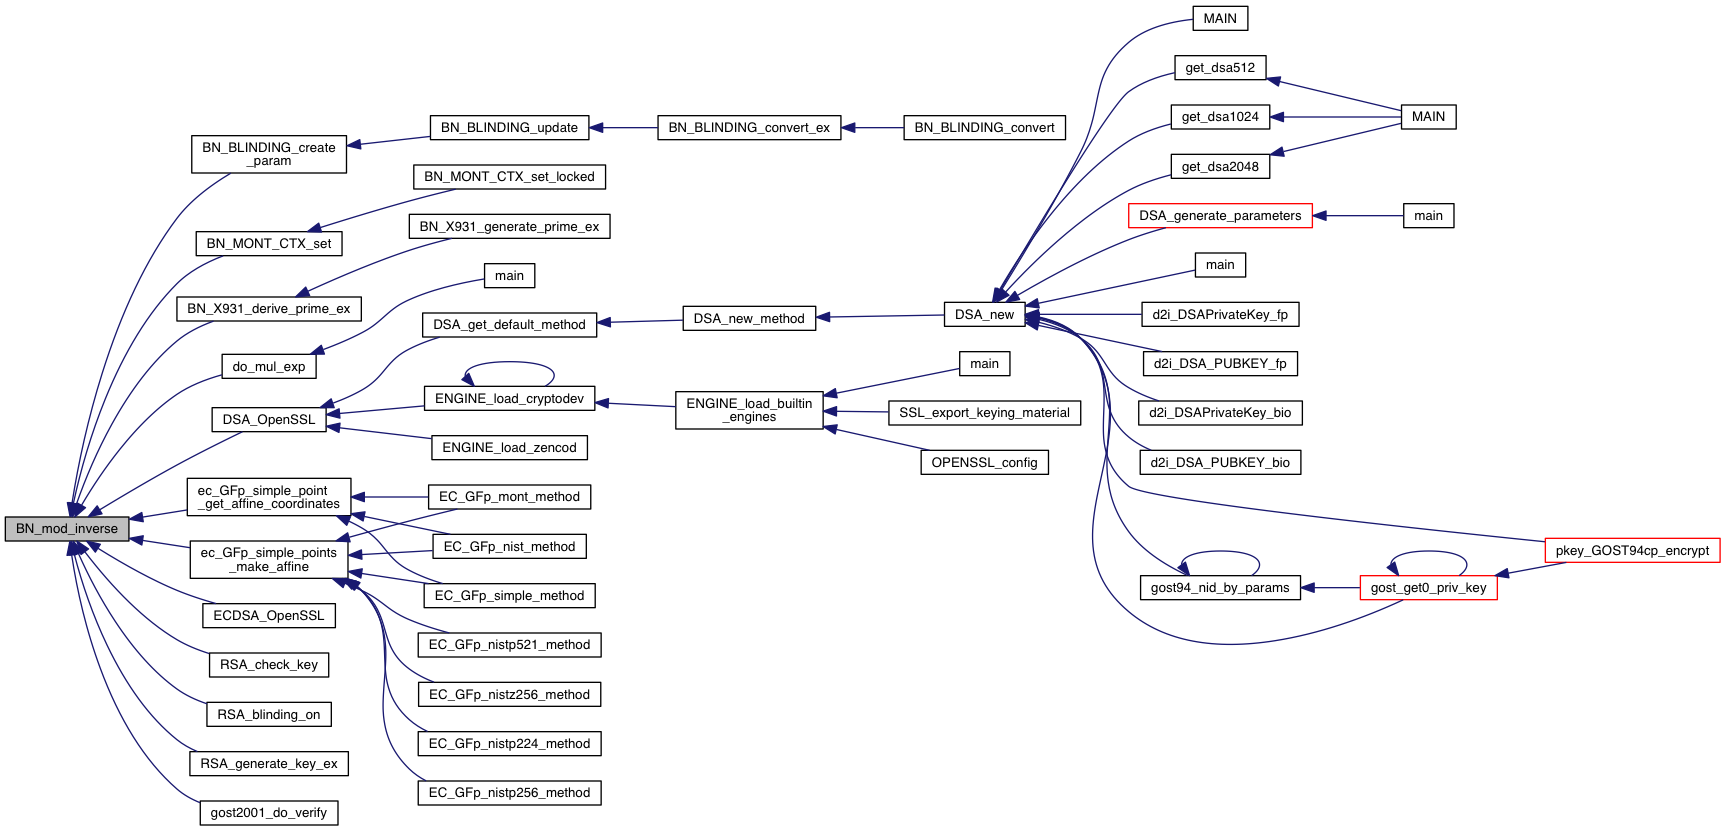 BN_mod_inverse
BN_BLINDING_create
_param
BN_MONT_CTX_set
BN_X931_derive_prime_ex
do_mul_exp
DSA_OpenSSL
ec_GFp_simple_point
_get_affine_coordinates
ec_GFp_simple_points
_make_affine
ECDSA_OpenSSL
RSA_check_key
RSA_blinding_on
RSA_generate_key_ex
gost2001_do_verify
BN_BLINDING_update
BN_MONT_CTX_set_locked
BN_X931_generate_prime_ex
main
DSA_get_default_method
ENGINE_load_cryptodev
ENGINE_load_zencod
EC_GFp_mont_method
EC_GFp_nist_method
EC_GFp_simple_method
EC_GFp_nistp521_method
EC_GFp_nistz256_method
EC_GFp_nistp224_method
EC_GFp_nistp256_method
BN_BLINDING_convert_ex
DSA_new_method
ENGINE_load_builtin
_engines
BN_BLINDING_convert
DSA_new
main
SSL_export_keying_material
OPENSSL_config
MAIN
get_dsa512
get_dsa1024
get_dsa2048
DSA_generate_parameters
main
d2i_DSAPrivateKey_fp
d2i_DSA_PUBKEY_fp
d2i_DSAPrivateKey_bio
d2i_DSA_PUBKEY_bio
gost94_nid_by_params
MAIN
main
gost_get0_priv_key
pkey_GOST94cp_encrypt